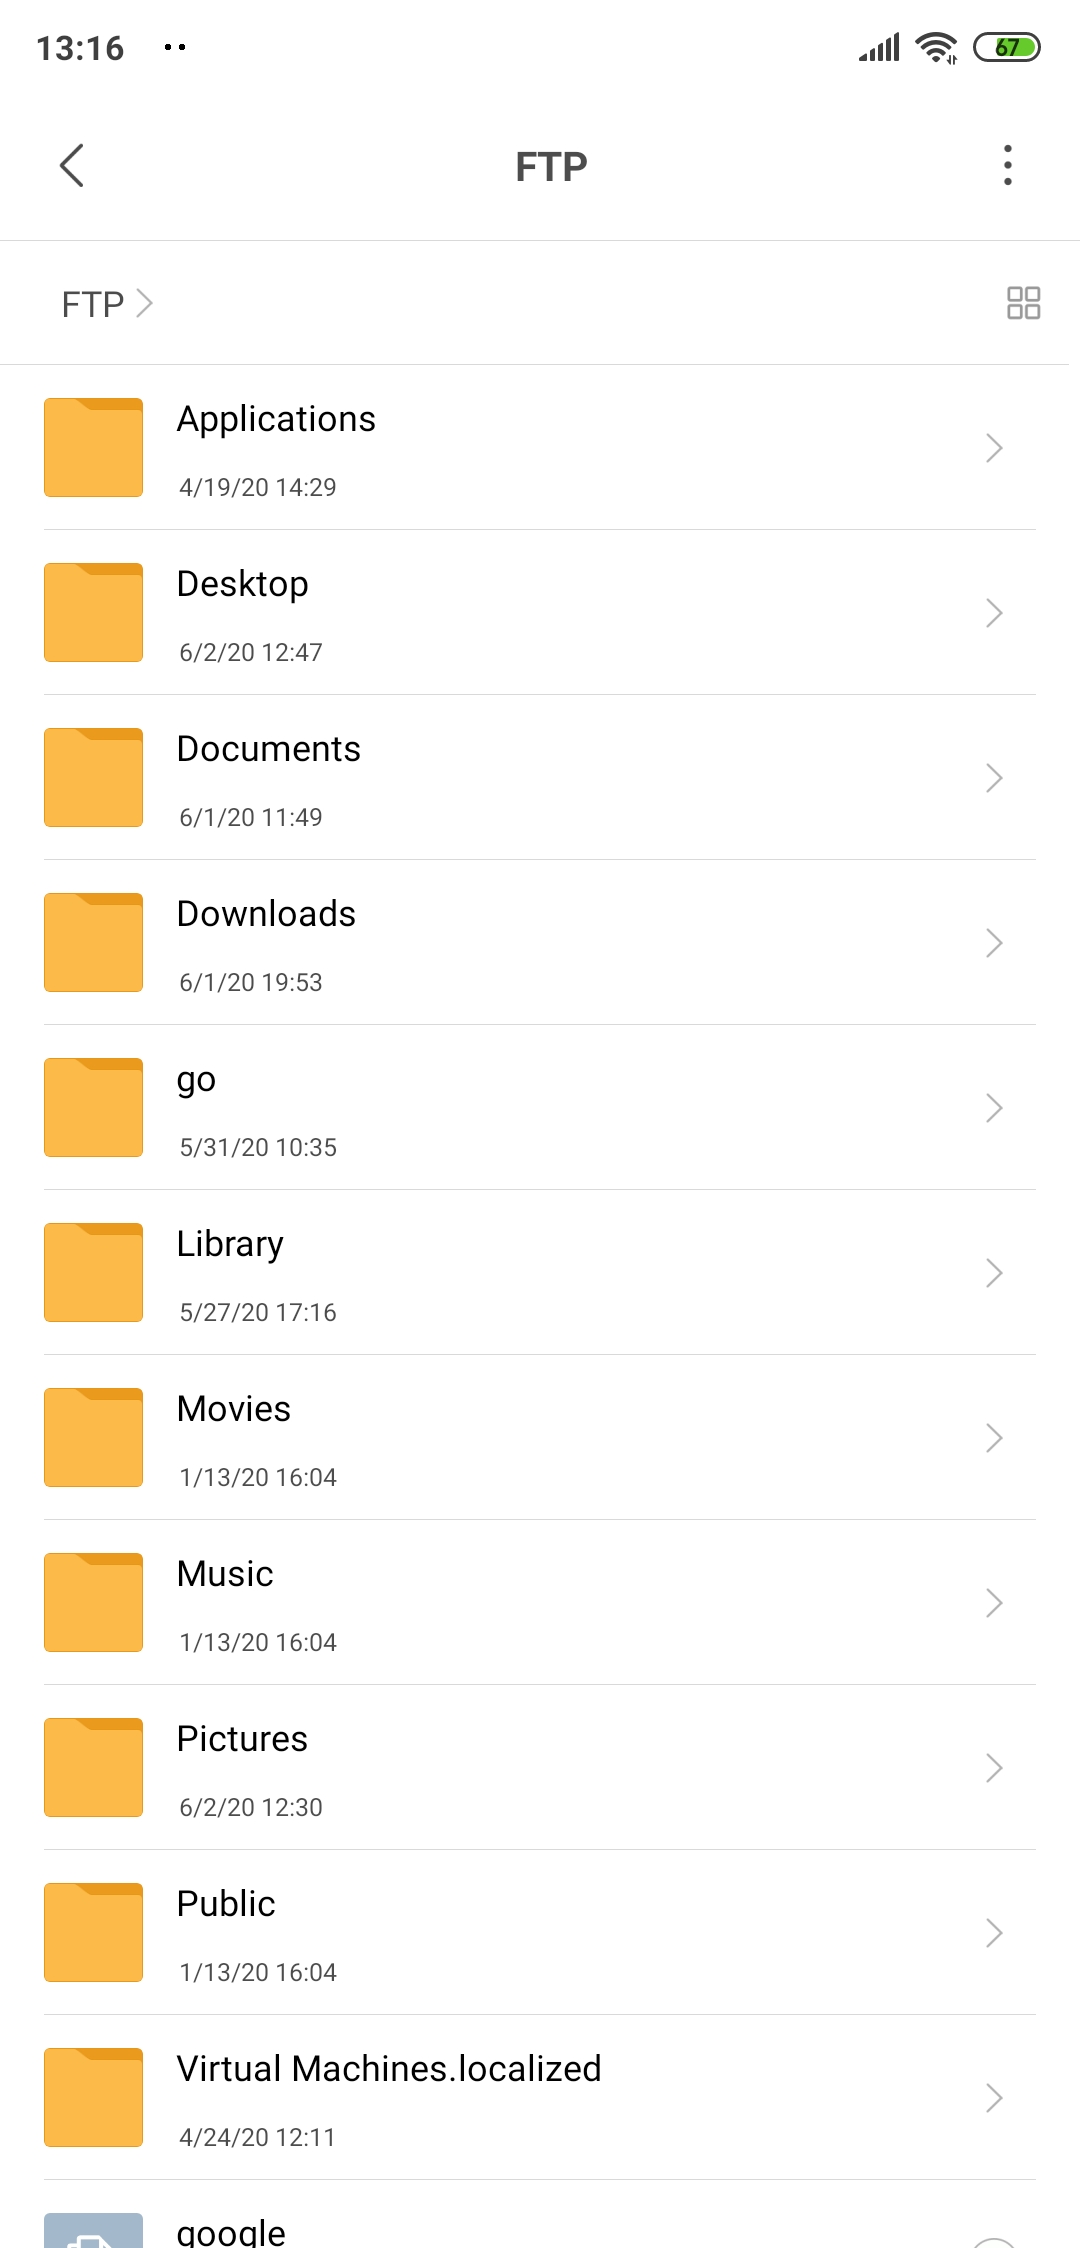 13:16
67
FTP
FTP
Applications
4/19/20 14:29
Desktop
6/2/20 12:47
Documents
6/1/20 11:49
Downloads
6/1/20 19:53
go
5/31/20 10:35
Library
5/27/20 17:16
Movies
1/13/20 16:04
Music
1/13/20 16:04
Pictures
6/2/20 12:30
Public
1/13/20 16:04
Virtual Machines.localized
4/24/20 12:11
google